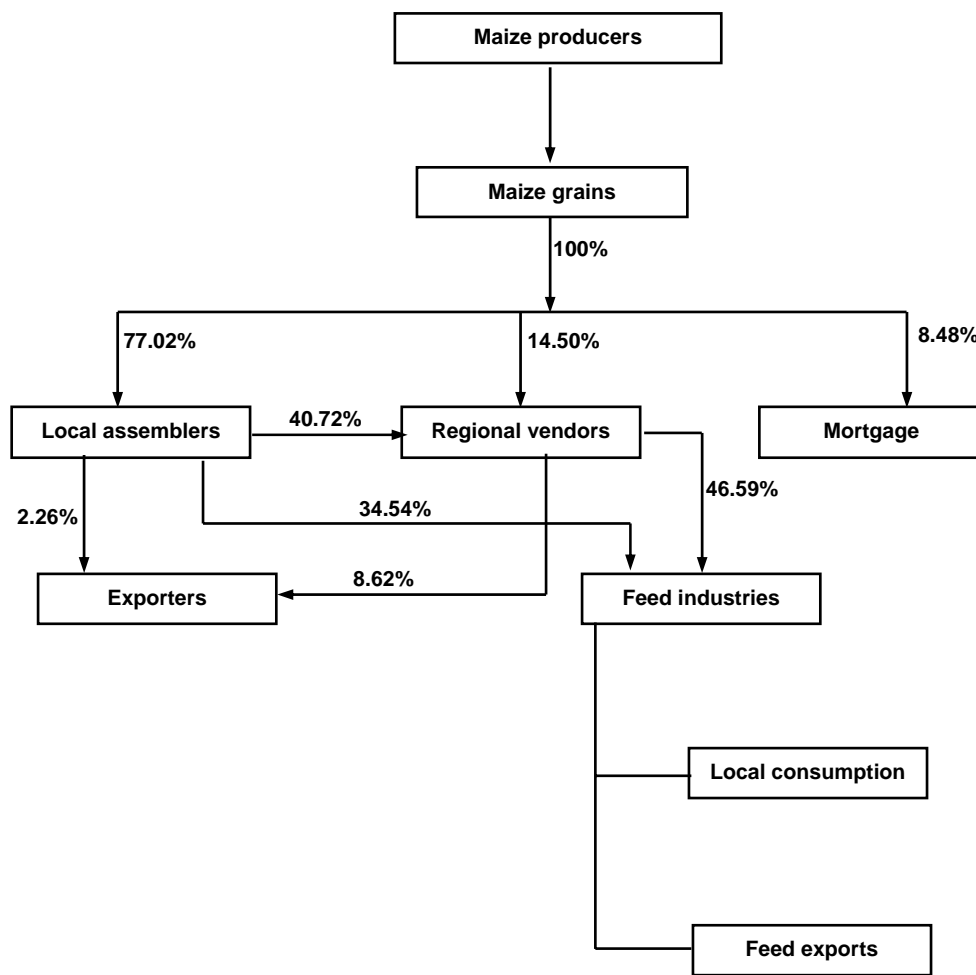 Maize producers
Maize grains
100%
77.02%
14.50%
8.48%
Local assemblers
40.72%
Regional vendors
Mortgage
46.59%
2.26%
34.54%
Exporters
8.62%
Feed industries
Local consumption
Feed exports